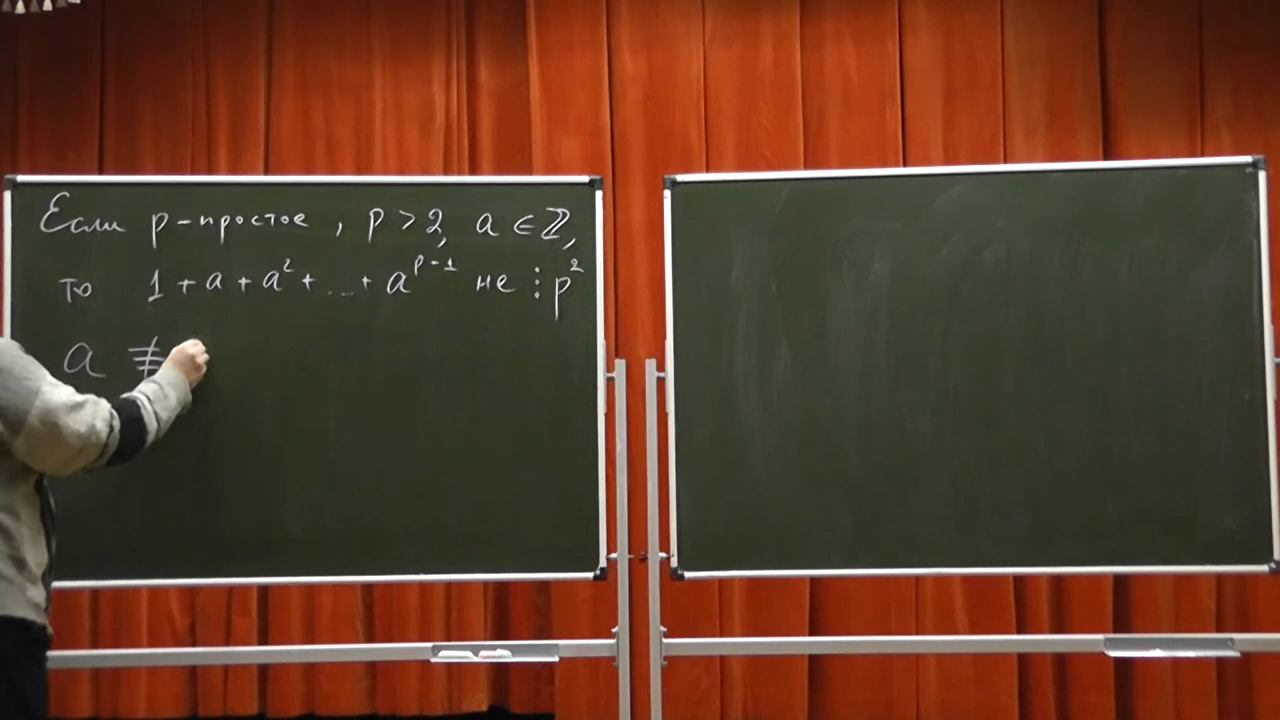 Если p-простое, p > 2, a ∈ ℤ,
то 1 + a + a² + ... + a^{p-1} не ⋮ p²
a ≢